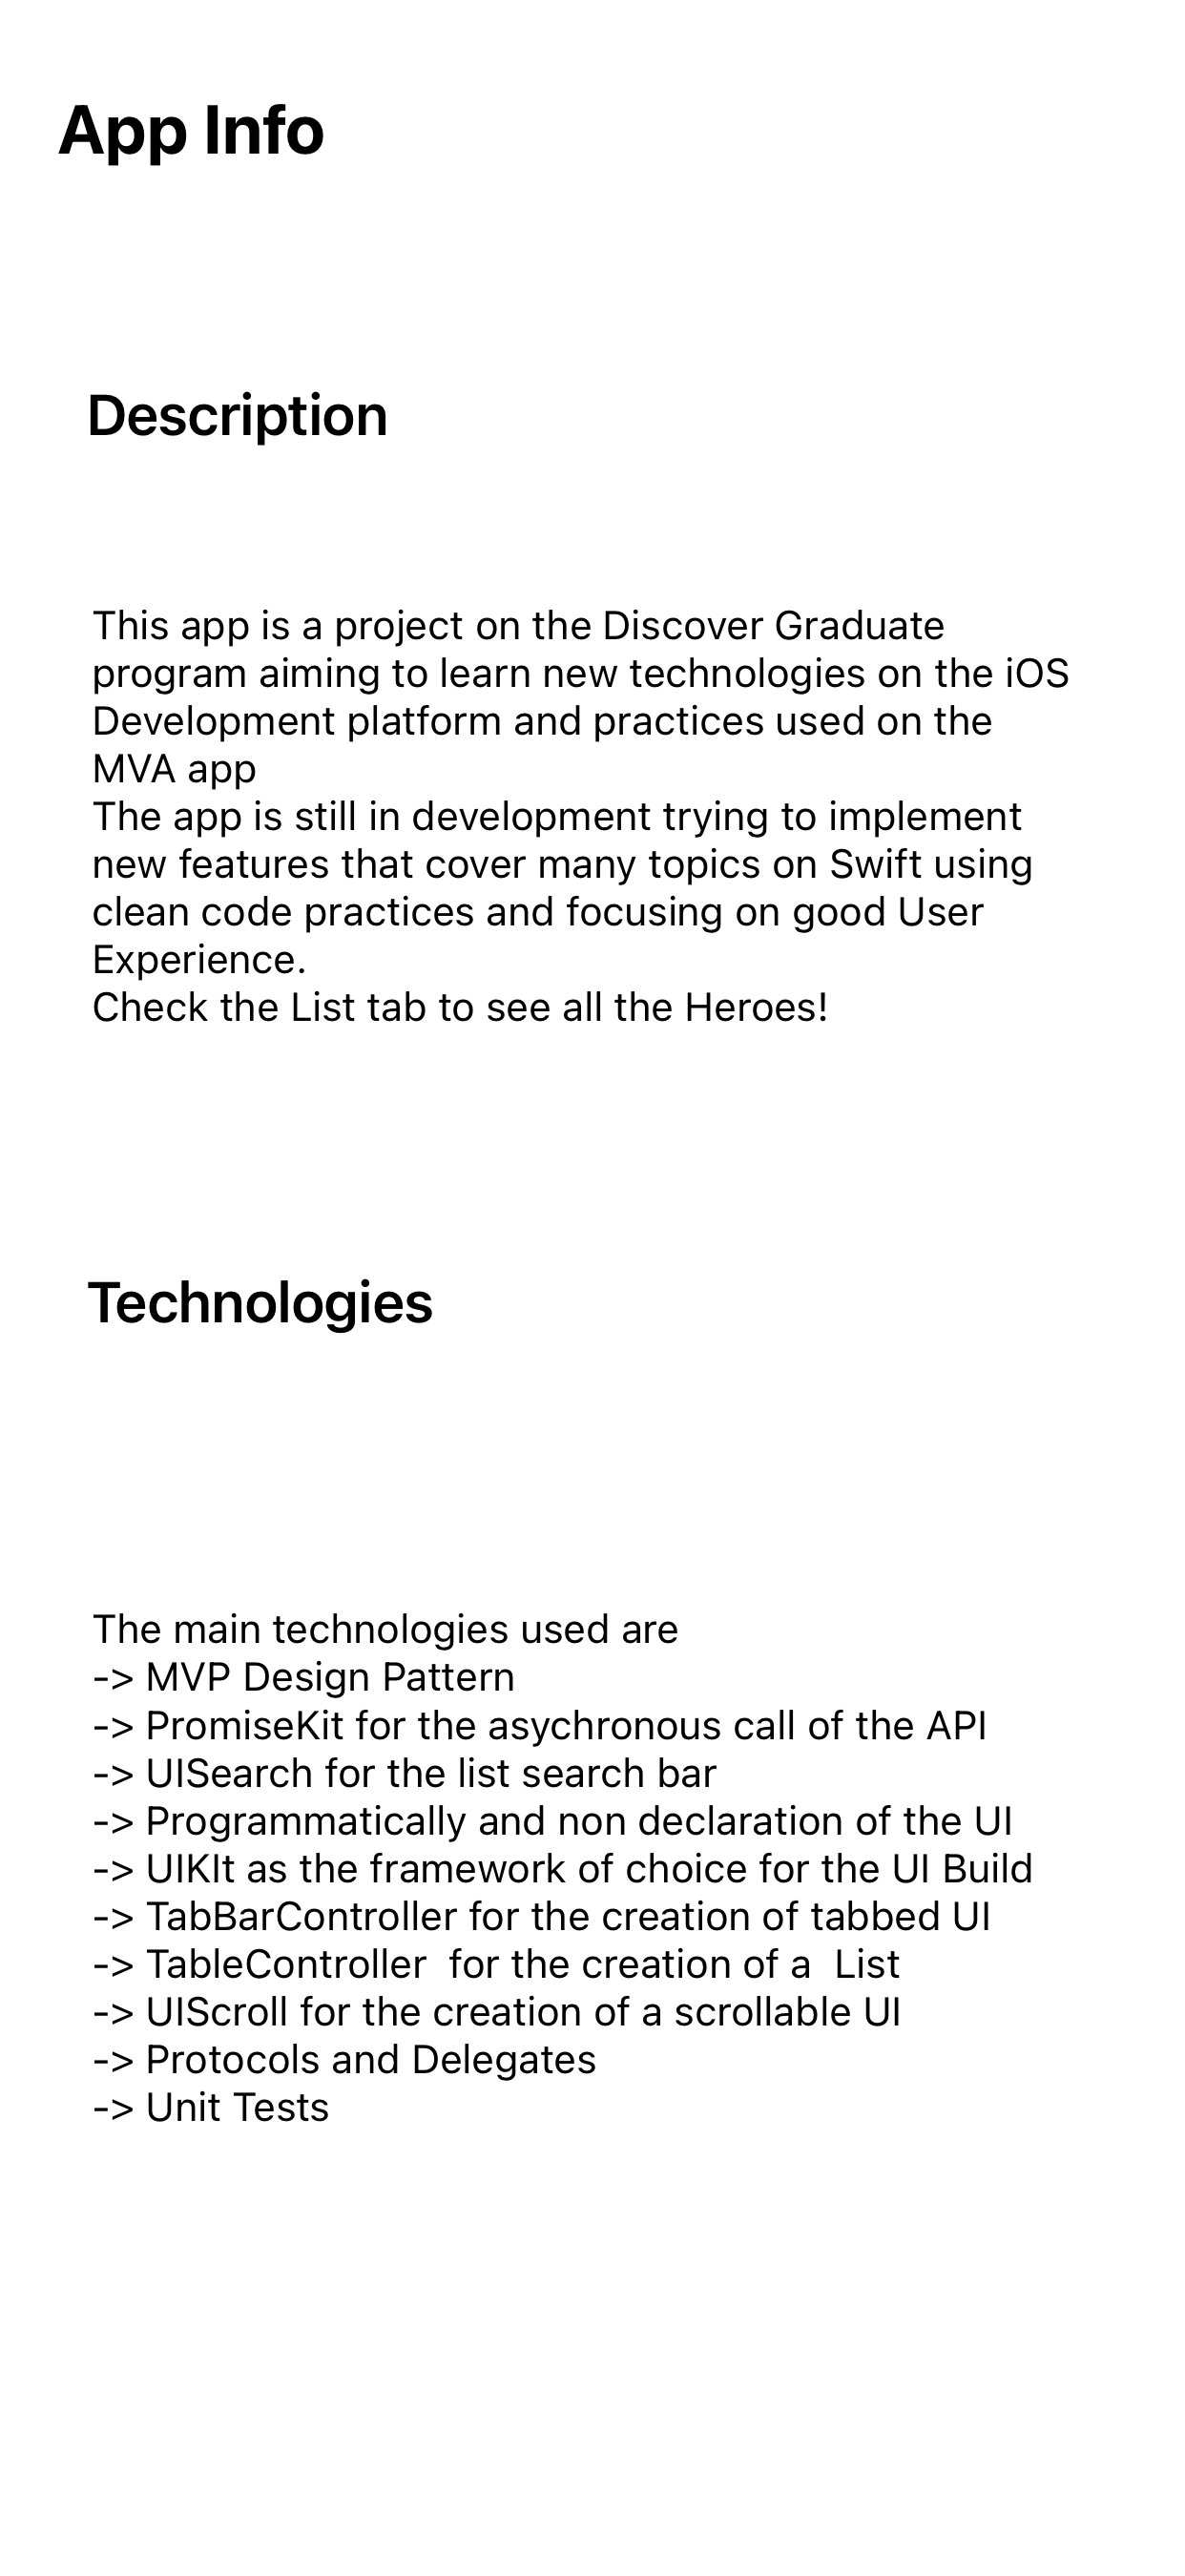 App Info
Description
This app is a project on the Discover Graduate
program aiming to learn new technologies on the iOS
Development platform and practices used on the
MVA app
The app is still in development trying to implement
new features that cover many topics on Swift using
clean code practices and focusing on good User
Experience.
Check the List tab to see all the Heroes!
Technologies
The main technologies used are
-> MVP Design Pattern
-> PromiseKit for the asychronous call of the API
-> UISearch for the list search bar
-> Programmatically and non declaration of the UI
-> UIKIt as the framework of choice for the UI Build
-> TabBarController for the creation of tabbed UI
-> TableController  for the creation of a  List
-> UIScroll for the creation of a scrollable UI
-> Protocols and Delegates
-> Unit Tests